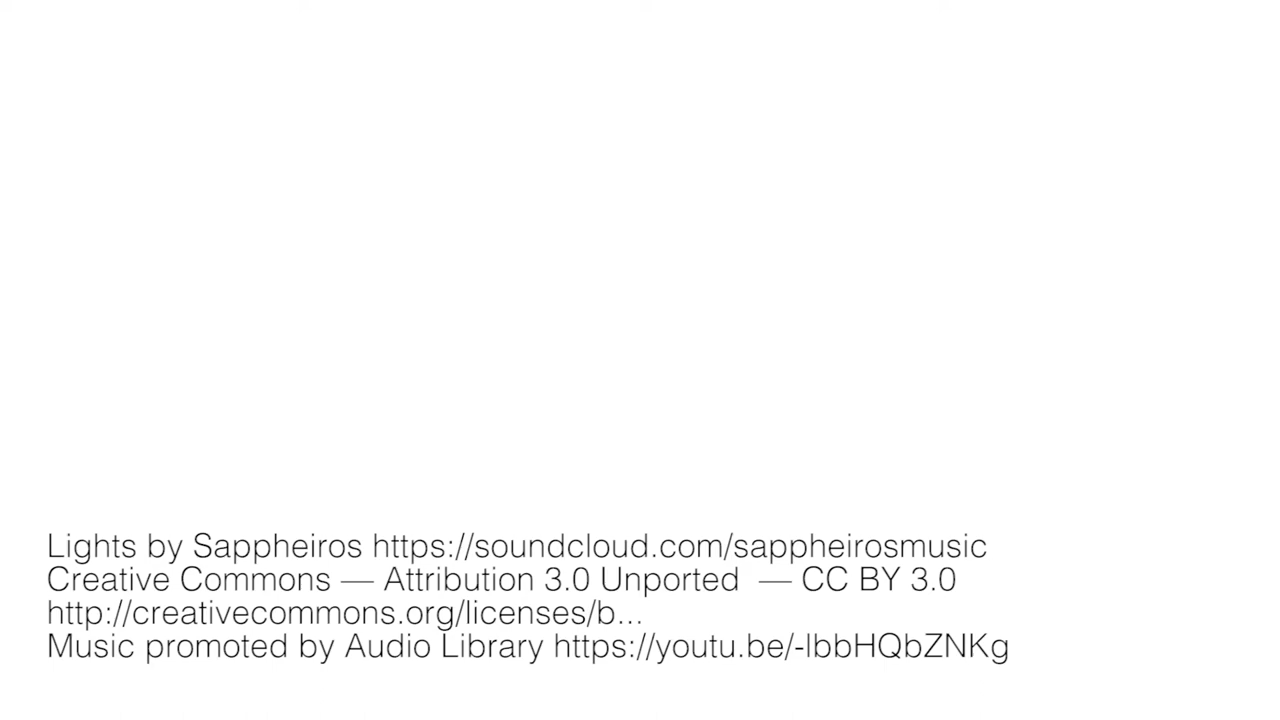 Lights by Sappheiros https://soundcloud.com/sappheirosmusic
Creative Commons — Attribution 3.0 Unported  — CC BY 3.0
http://creativecommons.org/licenses/b...
Music promoted by Audio Library https://youtu.be/-lbbHQbZNKg